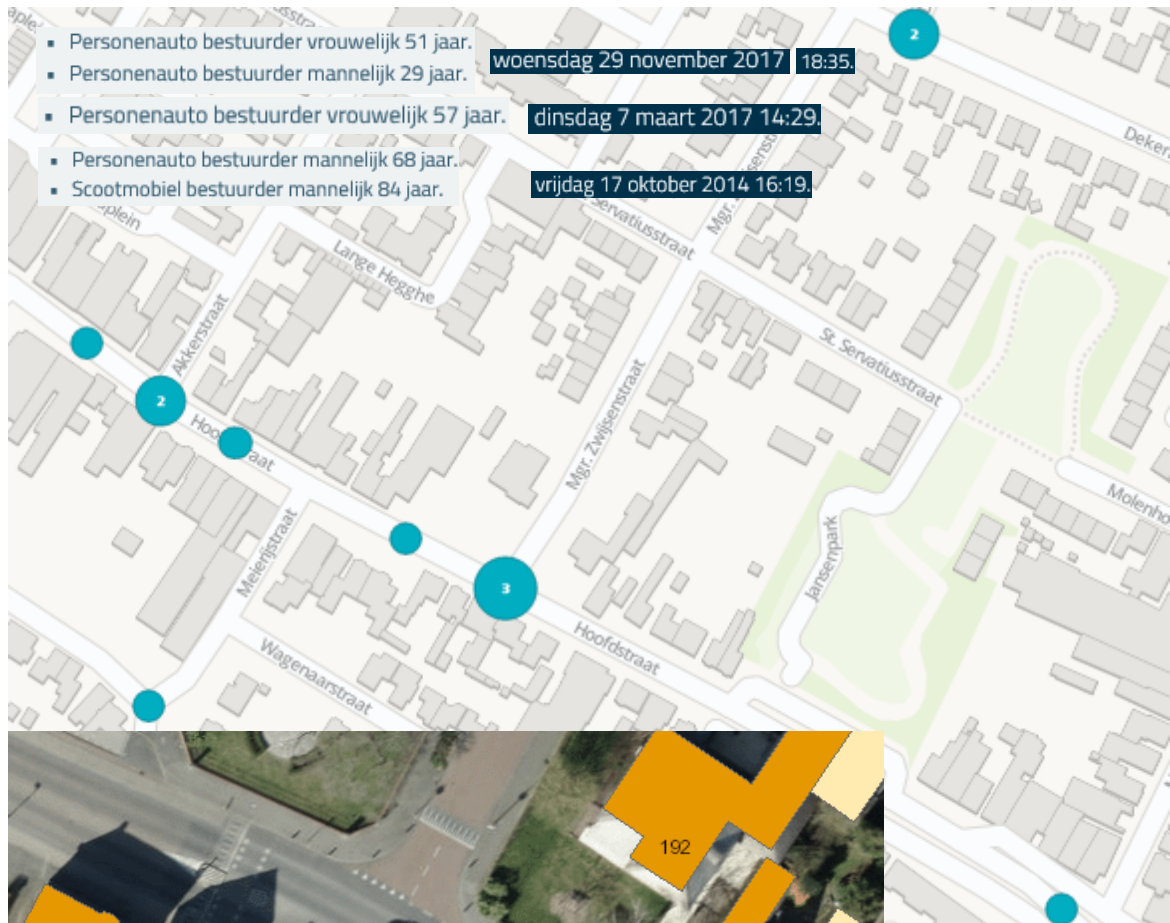 Personenauto bestuurder vrouwelijk 51 jaar.
Personenauto bestuurder mannelijk 29 jaar.
woensdag 29 november 2017 18:35.
Personenauto bestuurder vrouwelijk 57 jaar.
dinsdag 7 maart 2017 14:29.
Personenauto bestuurder mannelijk 68 jaar.
Scootmobiel bestuurder mannelijk 84 jaar.
vrijdag 17 oktober 2014 16:19.
2
Lange Hegghe
Servatiusstraat
St. Servatiusstraat
Akkerstraat
2
Mgr. Zwijsenstraat
Meierijstraat
Jansenpark
3
Hoofdstraat
Wagenaarstraat
192